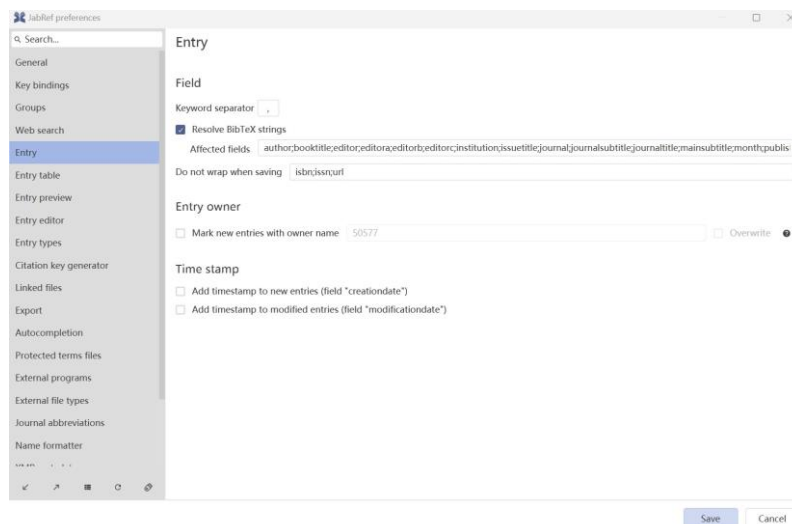 JabRef preferences
Search...
General
Key bindings
Groups
Web search
Entry
Entry table
Entry preview
Entry editor
Entry types
Citation key generator
Linked files
Export
Autocompletion
Protected terms files
External programs
External file types
Journal abbreviations
Name formatter
Entry
Field
Keyword separator ,
Resolve BibTeX strings
Affected fields author;booktitle;editor;editora;editorb;editorc;institution;issuetitle;journal;journalsubtitle;journaltitle;mainsubtitle;month;publis
Do not wrap when saving isbn;issn;url
Entry owner
Mark new entries with owner name 50577 Overwrite
Time stamp
Add timestamp to new entries (field "creationdate")
Add timestamp to modified entries (field "modificationdate")
Save Cancel